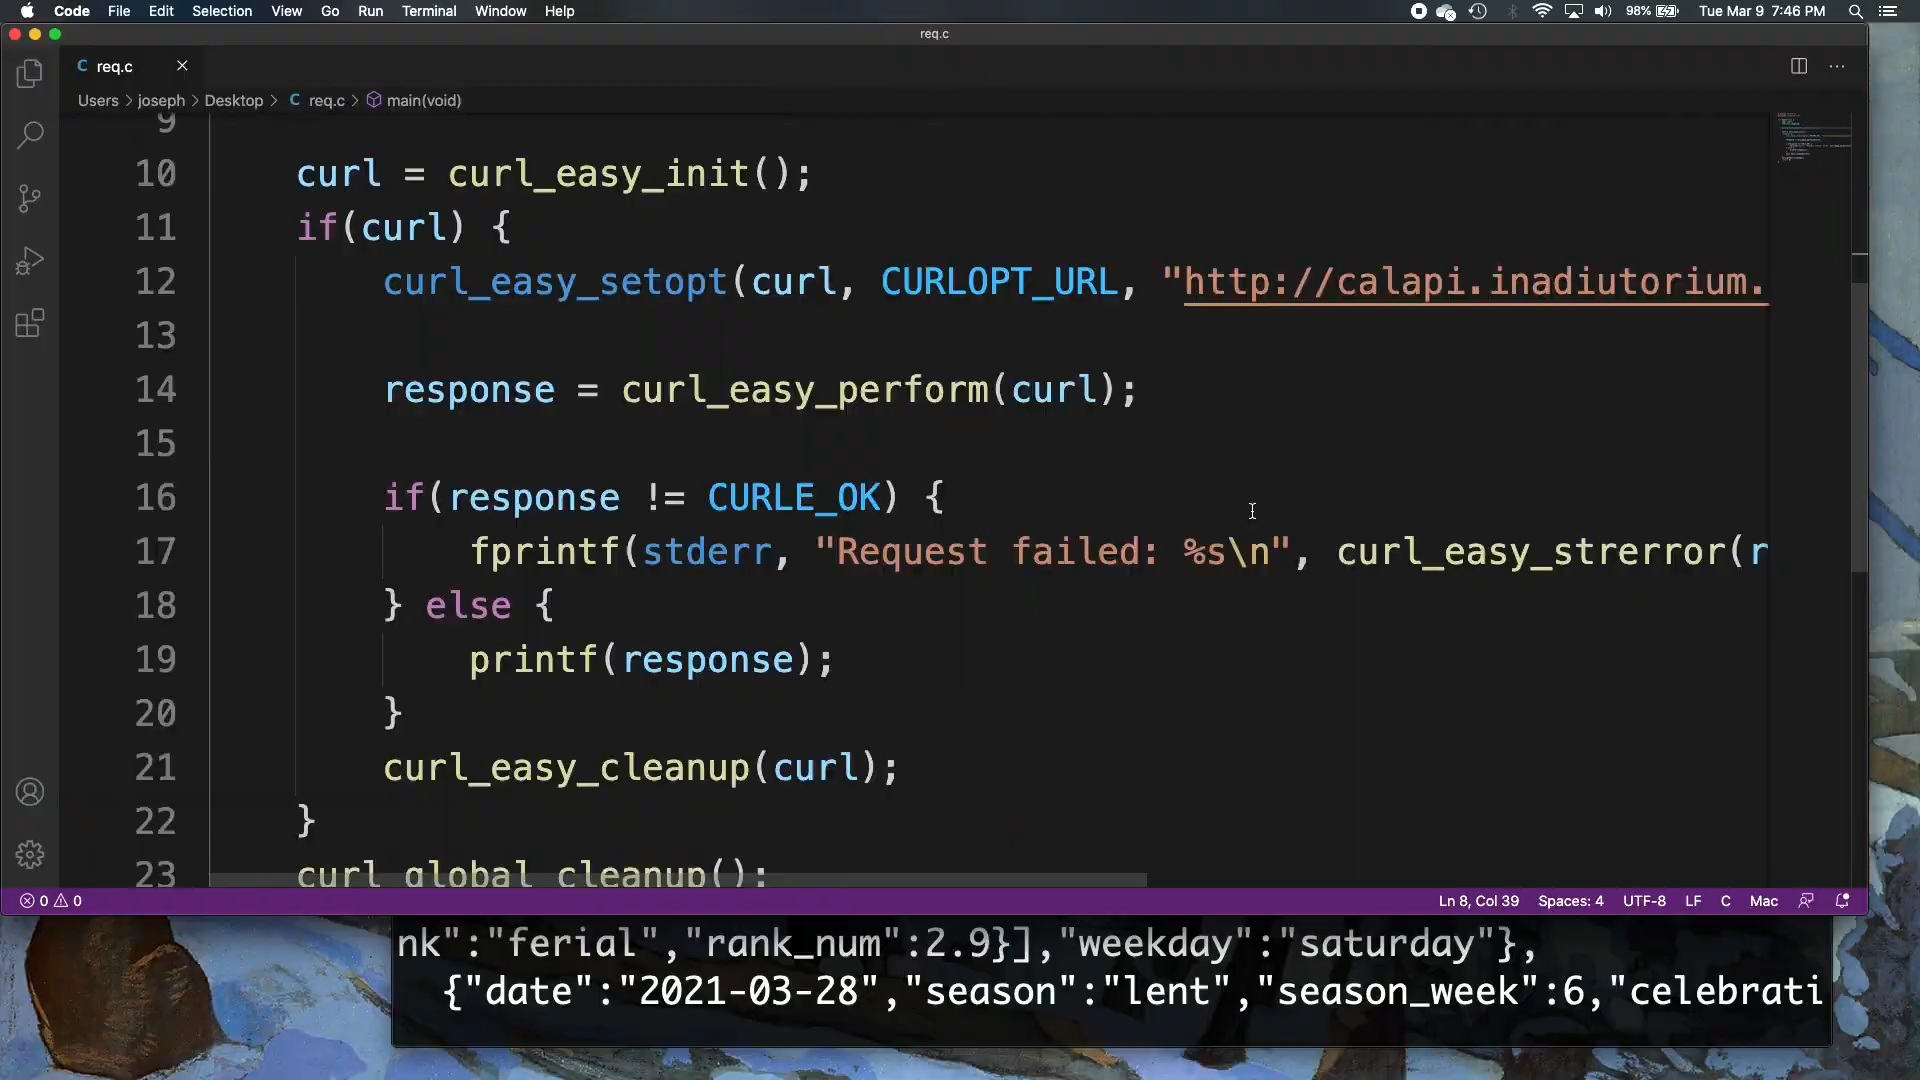 Code File Edit Selection View Go Run Terminal Window Help 98% Tue Mar 9 7:46 PM
req.c
C req.c
Users > joseph > Desktop > C req.c > main(void)
9
10 curl = curl_easy_init();
11 if(curl) {
12 curl_easy_setopt(curl, CURLOPT_URL, "http://calapi.inadiutorium.
13
14 response = curl_easy_perform(curl);
15
16 if(response != CURLE_OK) {
17 fprintf(stderr, "Request failed: %s\n", curl_easy_strerror(r
18 } else {
19 printf(response);
20 }
21 curl_easy_cleanup(curl);
22 }
23 curl_global_cleanup();
0 0 Ln 8, Col 39 Spaces: 4 UTF-8 LF C Mac
nk":"ferial","rank_num":2.9}],"weekday":"saturday"},
{"date":"2021-03-28","season":"lent","season_week":6,"celebrati